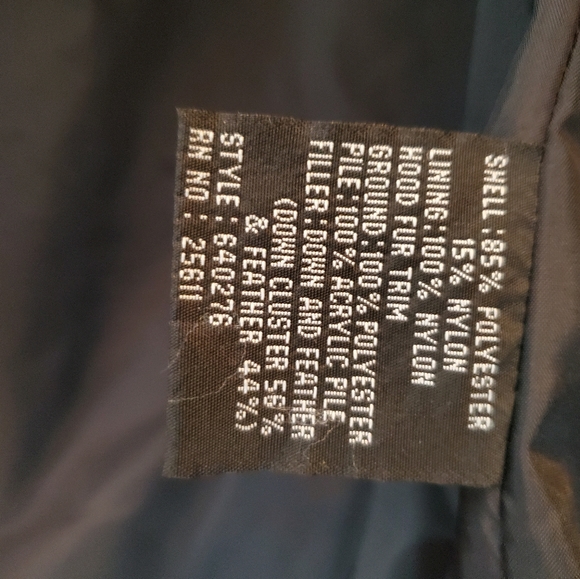 SHELL :85% POLYESTER
15% NYLON
LINING:100% NYLON
HOOD FUR TRIM
GROUND:100% POLYESTER
PILE:100% ACRYLIC PILE
FILLER:DOWN AND FEATHER
(DOWN CLUSTER 56%
& FEATHER 44%)
STYLE : 640276
RN NO : 25611